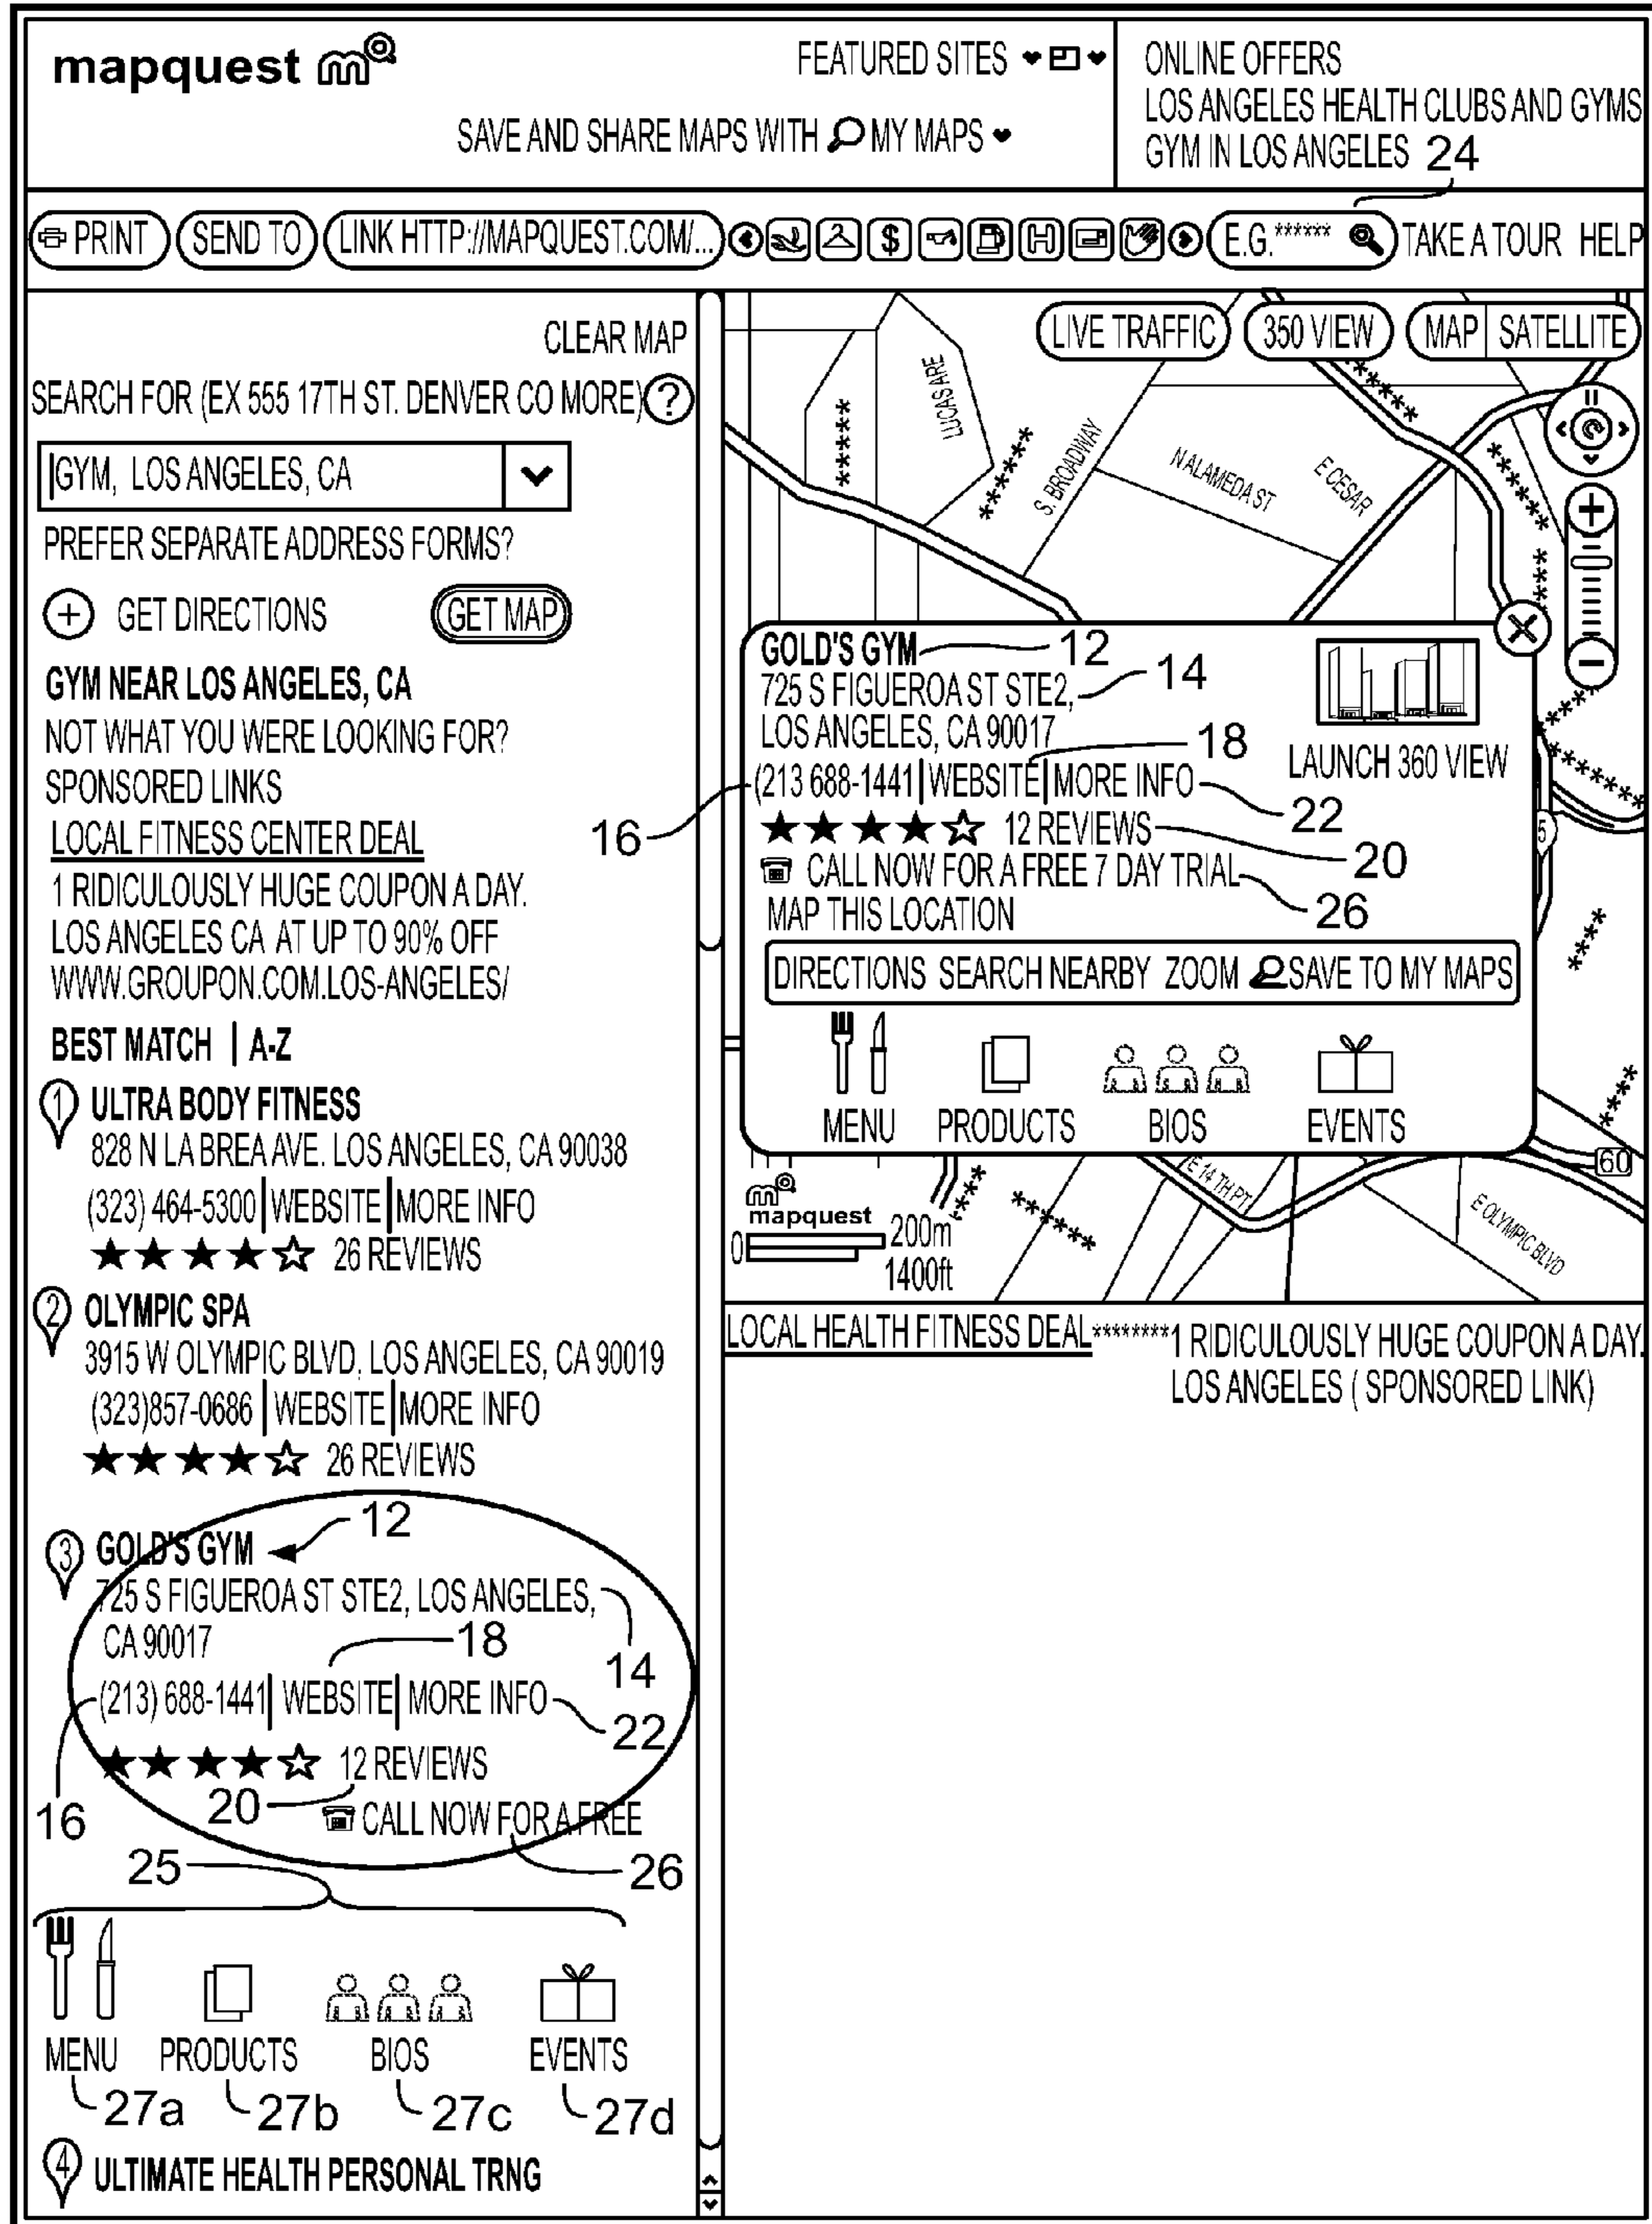 mapquest
FEATURED SITES
SAVE AND SHARE MAPS WITH MY MAPS
ONLINE OFFERS
LOS ANGELES HEALTH CLUBS AND GYMS
GYM IN LOS ANGELES 24
PRINT SEND TO LINK HTTP://MAPQUEST.COM/... $ H E.G.****** TAKE A TOUR HELP
CLEAR MAP
SEARCH FOR (EX 555 17TH ST. DENVER CO MORE) ?
GYM, LOS ANGELES, CA
PREFER SEPARATE ADDRESS FORMS?
+ GET DIRECTIONS GET MAP
GYM NEAR LOS ANGELES, CA
NOT WHAT YOU WERE LOOKING FOR?
SPONSORED LINKS
LOCAL FITNESS CENTER DEAL
1 RIDICULOUSLY HUGE COUPON A DAY.
LOS ANGELES CA AT UP TO 90% OFF
WWW.GROUPON.COM.LOS-ANGELES/
BEST MATCH | A-Z
1 ULTRA BODY FITNESS
828 N LA BREA AVE. LOS ANGELES, CA 90038
(323) 464-5300|WEBSITE|MORE INFO
★★★★☆ 26 REVIEWS
2 OLYMPIC SPA
3915 W OLYMPIC BLVD, LOS ANGELES, CA 90019
(323)857-0686|WEBSITE|MORE INFO
★★★★☆ 26 REVIEWS
3 GOLD'S GYM 12
725 S FIGUEROA ST STE2, LOS ANGELES,
CA 90017 18
14
(213) 688-1441| WEBSITE| MORE INFO
22
★★★★☆ 12 REVIEWS
16 20
CALL NOW FOR A FREE
25 26
MENU PRODUCTS BIOS EVENTS
27a 27b 27c 27d
4 ULTIMATE HEALTH PERSONAL TRNG
LIVE TRAFFIC 350 VIEW MAP SATELLITE
LUCAS ARE
******
******
S. BROADWAY
N ALAMEDA ST
E CESAR
GOLD'S GYM 12
725 S FIGUEROA ST STE2, 14
LOS ANGELES, CA 90017
18
(213 688-1441|WEBSITE|MORE INFO
LAUNCH 360 VIEW
16 22
★★★★☆ 12 REVIEWS
20
CALL NOW FOR A FREE 7 DAY TRIAL
26
MAP THIS LOCATION
DIRECTIONS SEARCH NEARBY ZOOM SAVE TO MY MAPS
MENU PRODUCTS BIOS EVENTS
5
60
E 14 TH PT
E OLYMPIC BLVD
mapquest
0 200m
1400ft
LOCAL HEALTH FITNESS DEAL********1 RIDICULOUSLY HUGE COUPON A DAY.
LOS ANGELES ( SPONSORED LINK)